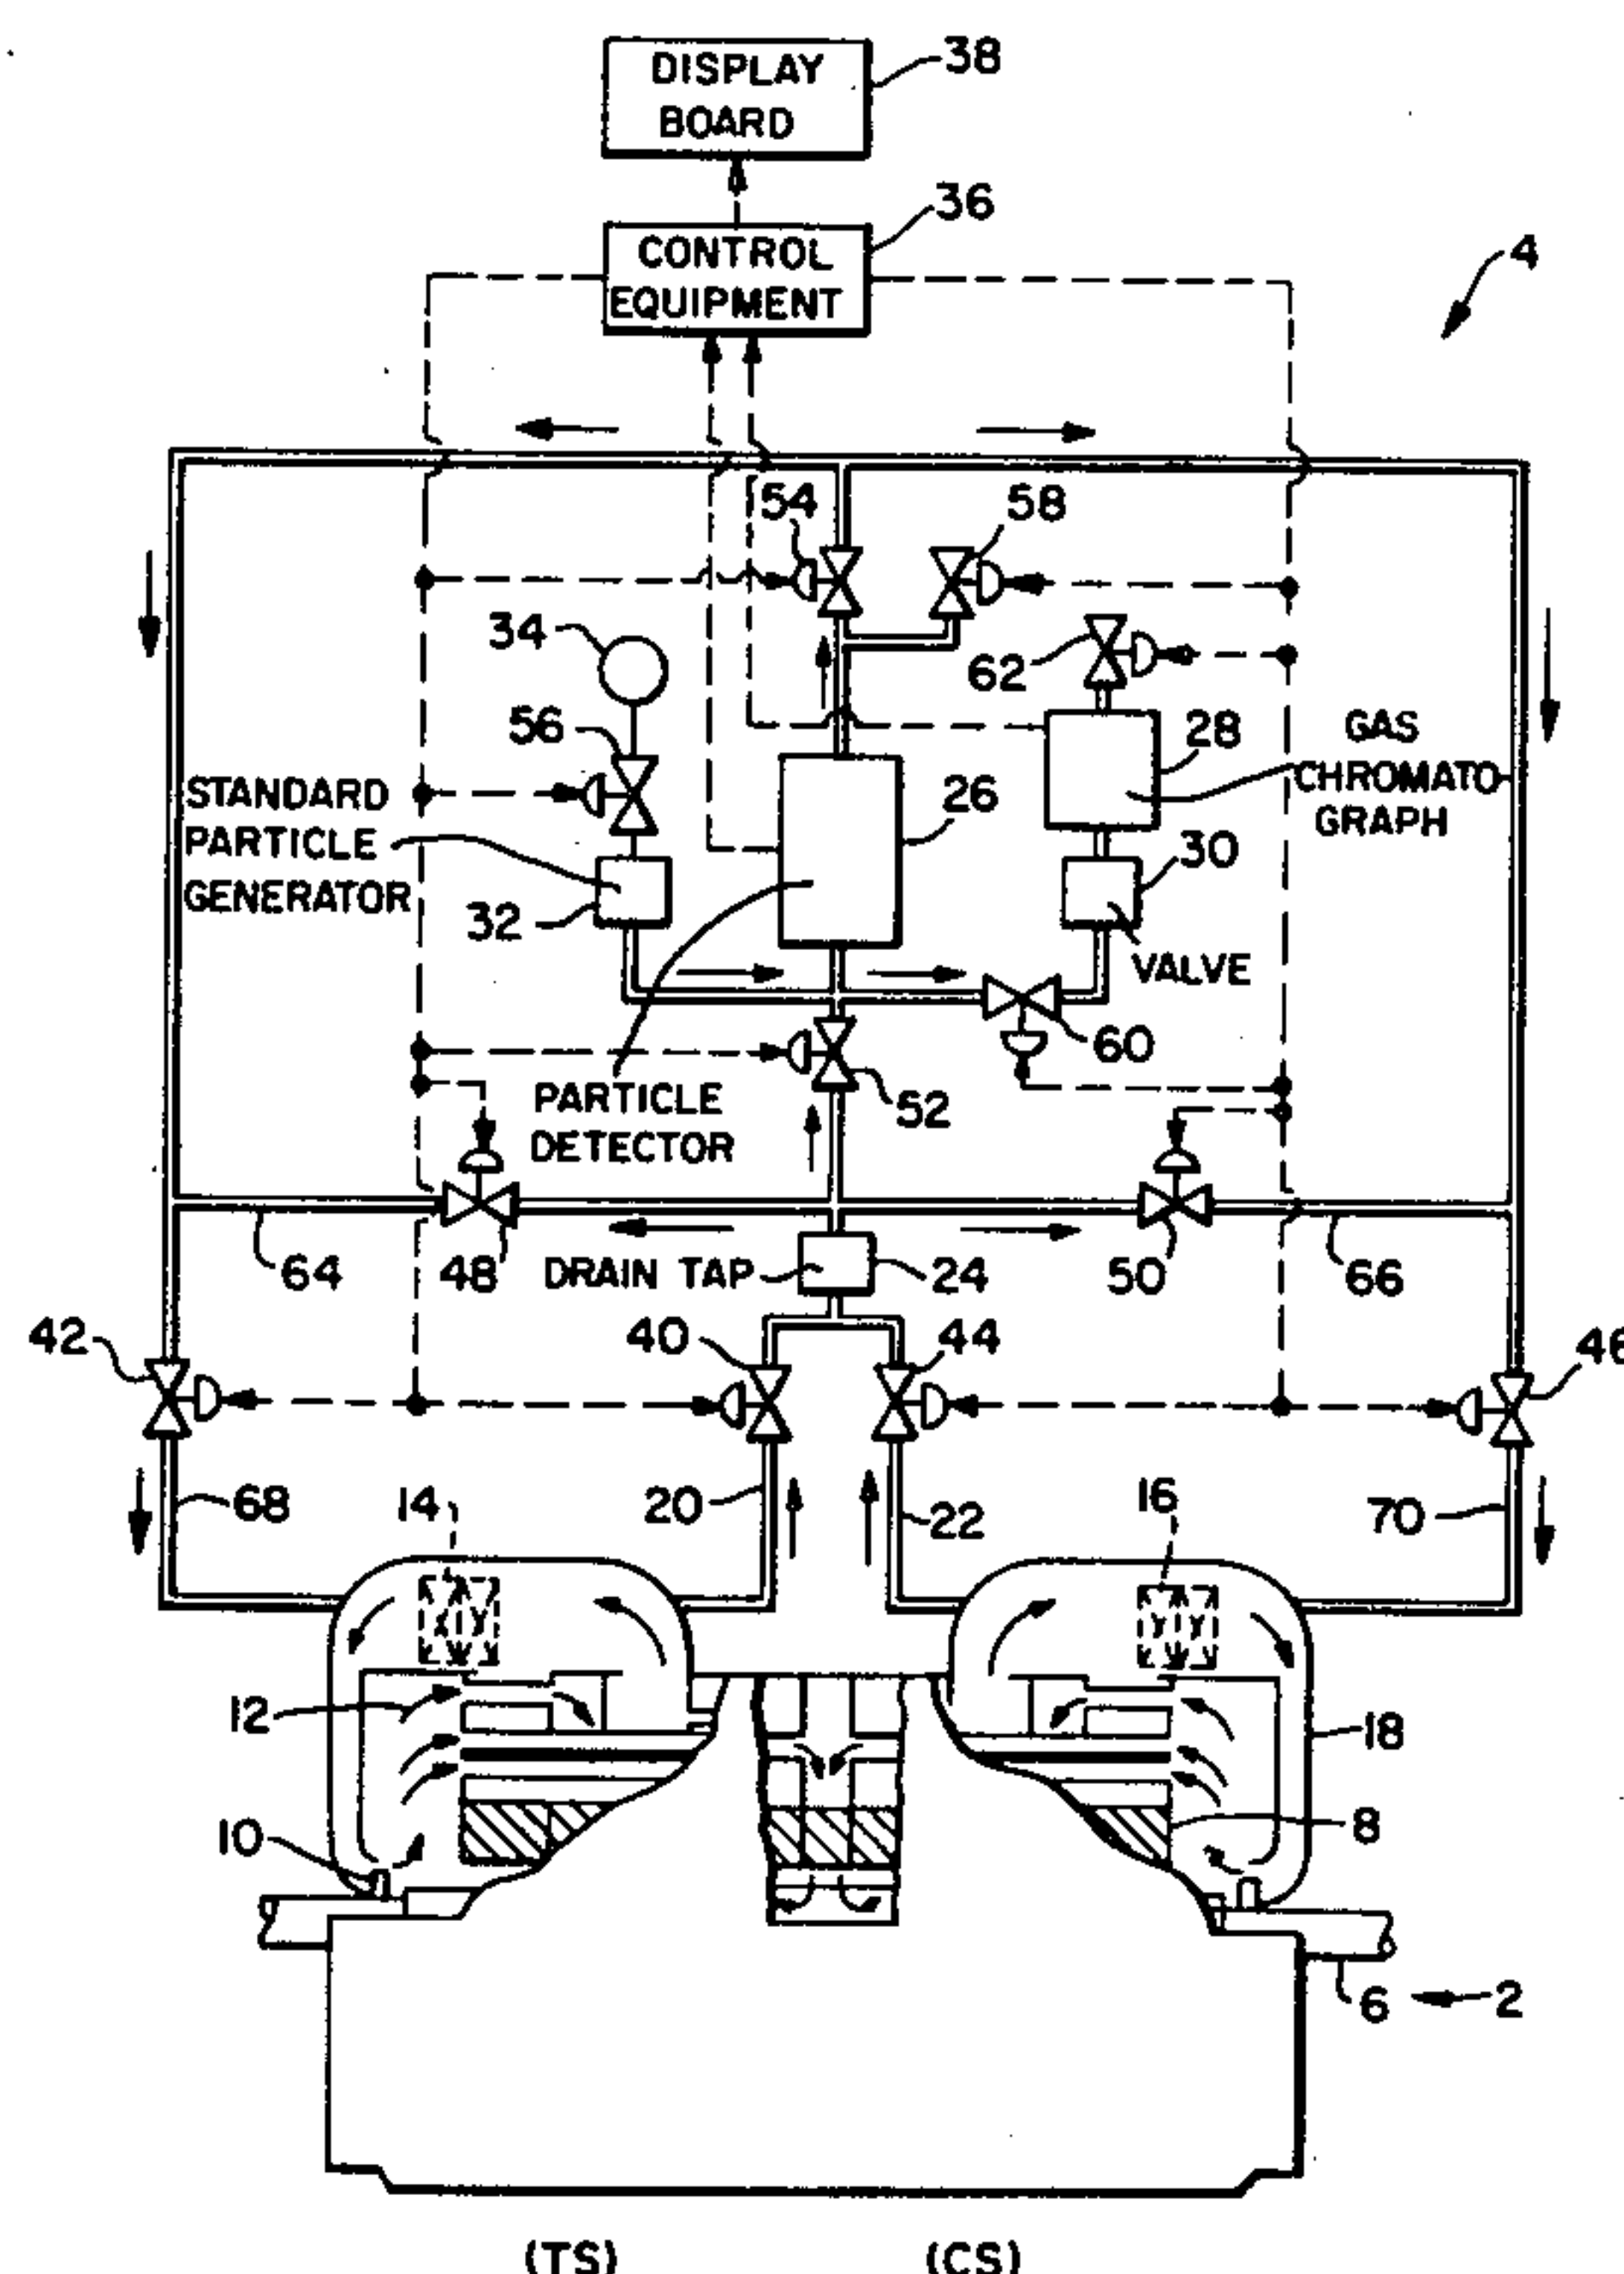 DISPLAY
BOARD
38
CONTROL
EQUIPMENT
36
4
54
58
34
62
56
28
GAS
CHROMATO
GRAPH
STANDARD
PARTICLE
GENERATOR
26
30
32
VALVE
60
PARTICLE
DETECTOR
52
64
48
DRAIN TAP
24
50
66
42
40
44
46
68
14
20
22
16
70
12
18
10
8
6
2
(TS)
(CS)